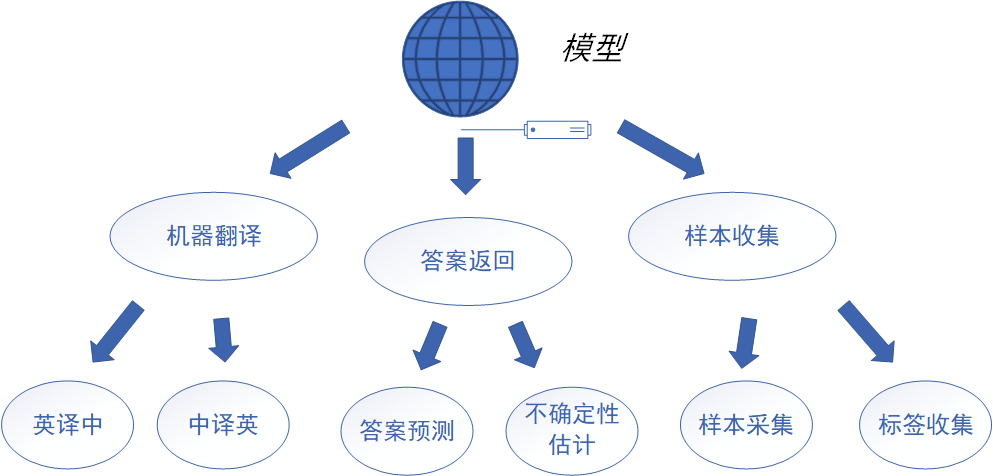 模型
机器翻译
答案返回
样本收集
英译中
中译英
答案预测
不确定性
估计
样本采集
标签收集